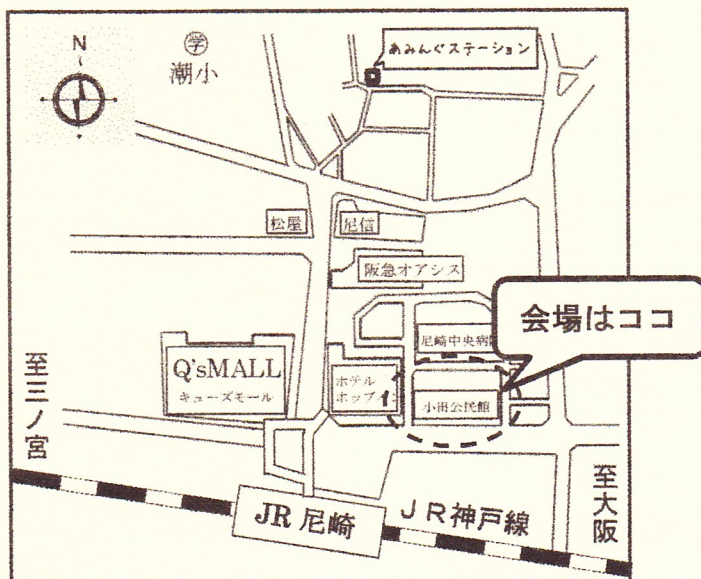 N
学
潮小
あみんぐステーション
松屋
尼信
阪急オアシス
会場はココ
尼崎中央病
Q'sMALL
キューズモール
ホテル
ホップイン
小田公民館
至三ノ宮
至大阪
JR 尼崎
JR神戸線